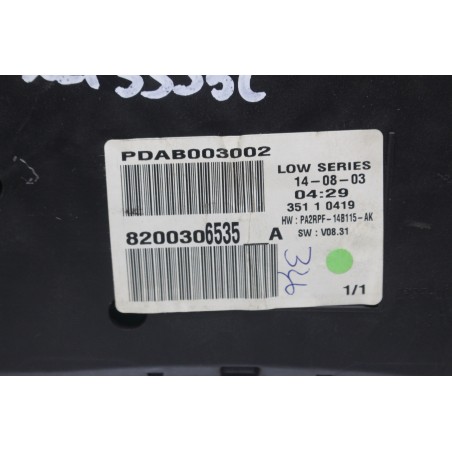 PDAB003002
LOW SERIES
14-08-03
04:29
351 1 0419
HW : PA2RPF-14B115-AK
SW : V08.31
8200306535 A
34
1/1